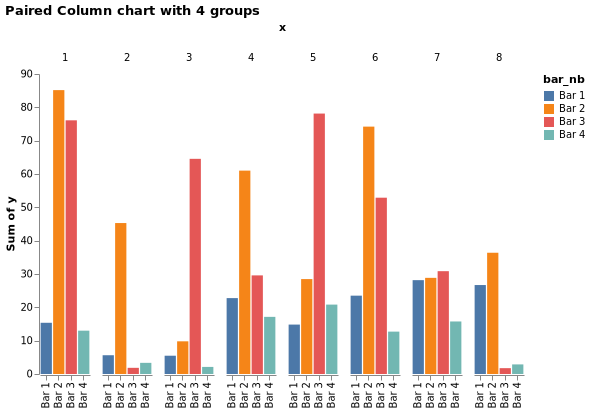 Paired Column chart with 4 groups
x
1 2 3 4 5 6 7 8
bar_nb
Bar 1
Bar 2
Bar 3
Bar 4
Sum of y
90
80
70
60
50
40
30
20
10
0
Bar 1 Bar 2 Bar 3 Bar 4 Bar 1 Bar 2 Bar 3 Bar 4 Bar 1 Bar 2 Bar 3 Bar 4 Bar 1 Bar 2 Bar 3 Bar 4 Bar 1 Bar 2 Bar 3 Bar 4 Bar 1 Bar 2 Bar 3 Bar 4 Bar 1 Bar 2 Bar 3 Bar 4 Bar 1 Bar 2 Bar 3 Bar 4